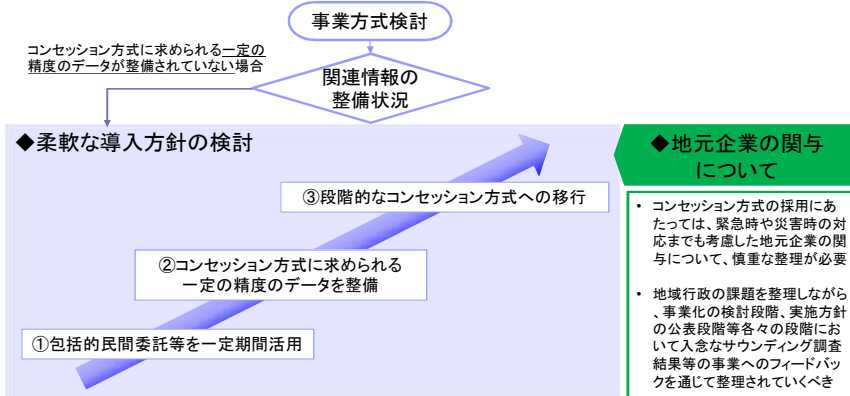 事業方式検討
コンセッション方式に求められる一定の
精度のデータが整備されていない場合
関連情報の
整備状況
◆柔軟な導入方針の検討
③段階的なコンセッション方式への移行
②コンセッション方式に求められる
一定の精度のデータを整備
①包括的民間委託等を一定期間活用
◆地元企業の関与
について
• コンセッション方式の採用にあ
たっては、緊急時や災害時の対
応までも考慮した地元企業の関
与について、慎重な整理が必要
• 地域行政の課題を整理しながら
、事業化の検討段階、実施方針
の公表段階等各々の段階にお
いて入念なサウンディング調査
結果等の事業へのフィードバッ
クを通じて整理されていくべき